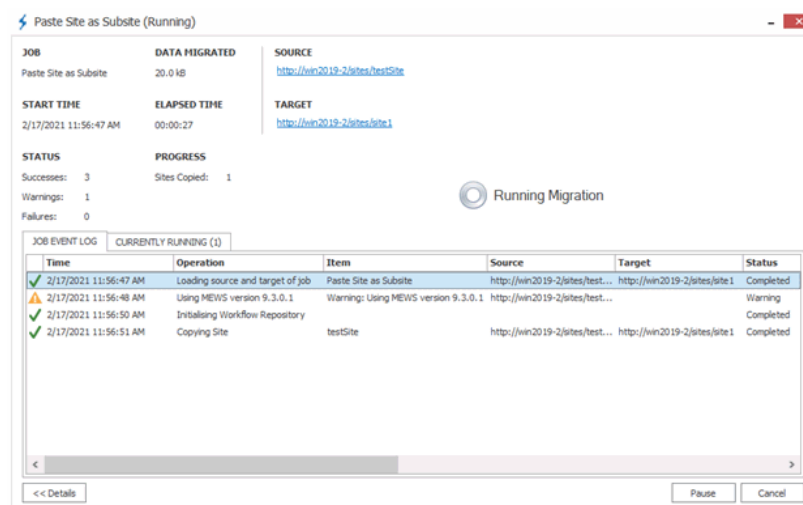 Paste Site as Subsite (Running)
JOB DATA MIGRATED SOURCE
Paste Site as Subsite 20.0 kB http://win2019-2/sites/testSite
START TIME ELAPSED TIME TARGET
2/17/2021 11:56:47 AM 00:00:27 http://win2019-2/sites/site1
STATUS PROGRESS
Successes: 3 Sites Copied: 1
Warnings: 1 Running Migration
Failures: 0
JOB EVENT LOG CURRENTLY RUNNING (1)
Time Operation Item Source Target Status
2/17/2021 11:56:47 AM Loading source and target of job Paste Site as Subsite http://win2019-2/sites/test... http://win2019-2/sites/site1 Completed
2/17/2021 11:56:48 AM Using MEWS version 9.3.0.1 Warning: Using MEWS version 9.3.0.1 http://win2019-2/sites/test... Warning
2/17/2021 11:56:50 AM Initialising Workflow Repository Completed
2/17/2021 11:56:51 AM Copying Site testSite http://win2019-2/sites/test... http://win2019-2/sites/site1 Completed
<< Details Pause Cancel